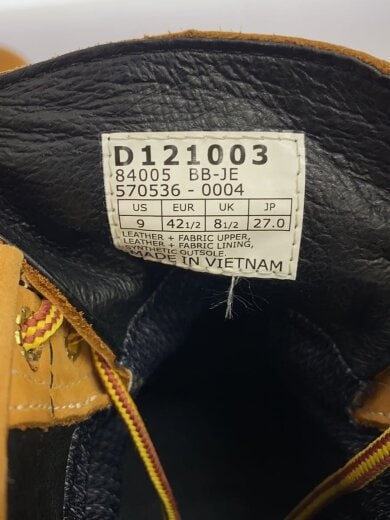 D121003
84005 BB-JE
570536 - 0004
US EUR UK JP
9 42 1/2 8 1/2 27.0
LEATHER + FABRIC UPPER,
LEATHER + FABRIC LINING,
SYNTHETIC OUTSOLE.
MADE IN VIETNAM